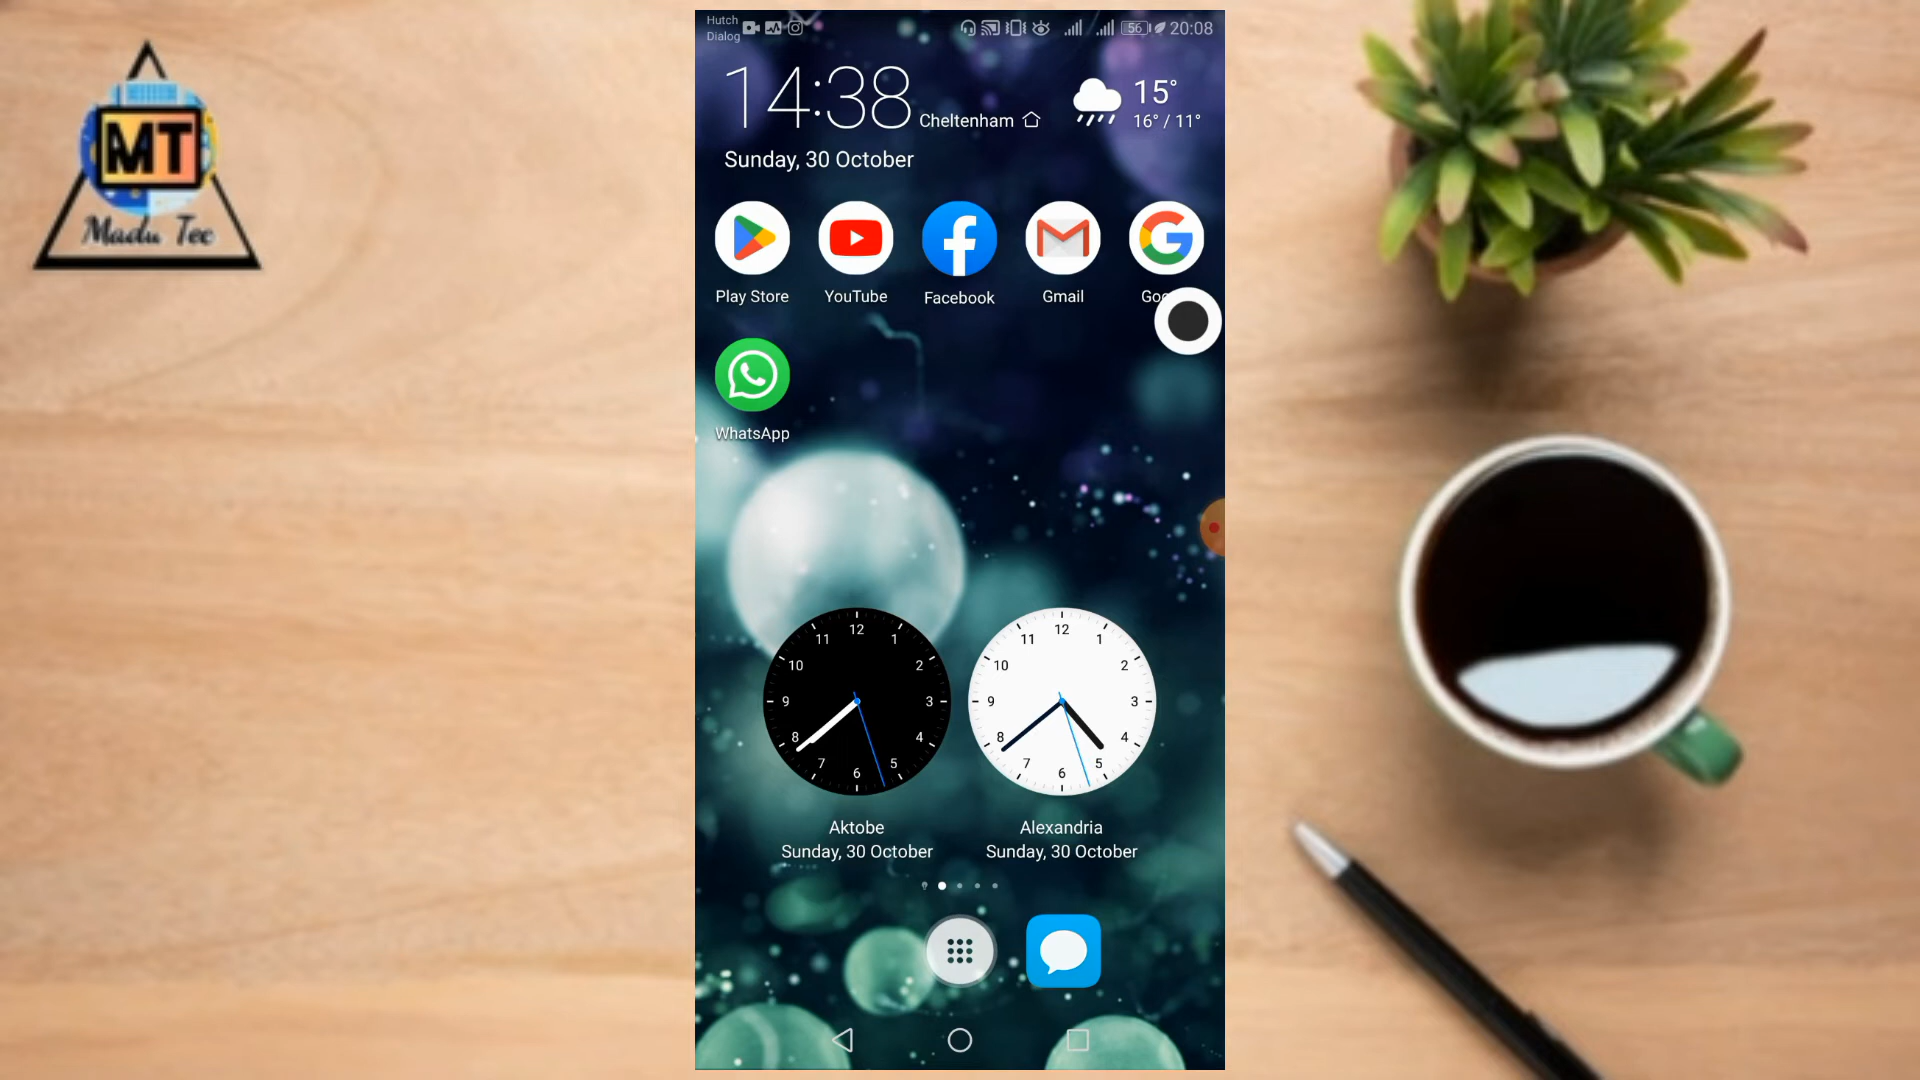 MT
Madu Tec
Hutch
Dialog
56
20:08
14:38
Cheltenham
15°
16° / 11°
Sunday, 30 October
Play Store
YouTube
Facebook
Gmail
WhatsApp
12
1
2
3
4
5
6
7
8
9
10
11
12
1
2
3
4
5
6
7
8
9
10
11
Aktobe
Sunday, 30 October
Alexandria
Sunday, 30 October